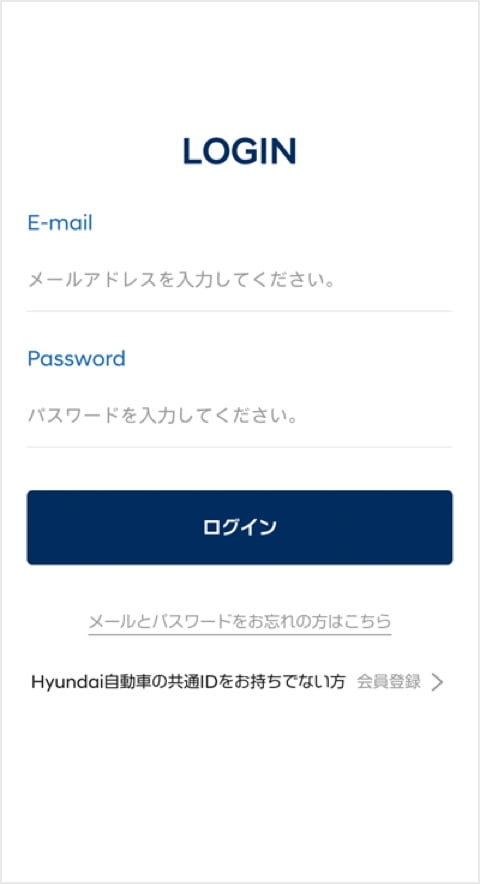 LOGIN
E-mail
メールアドレスを入力してください。
Password
パスワードを入力してください。
ログイン
メールとパスワードをお忘れの方はこちら
Hyundai自動車の共通IDをお持ちでない方 会員登録